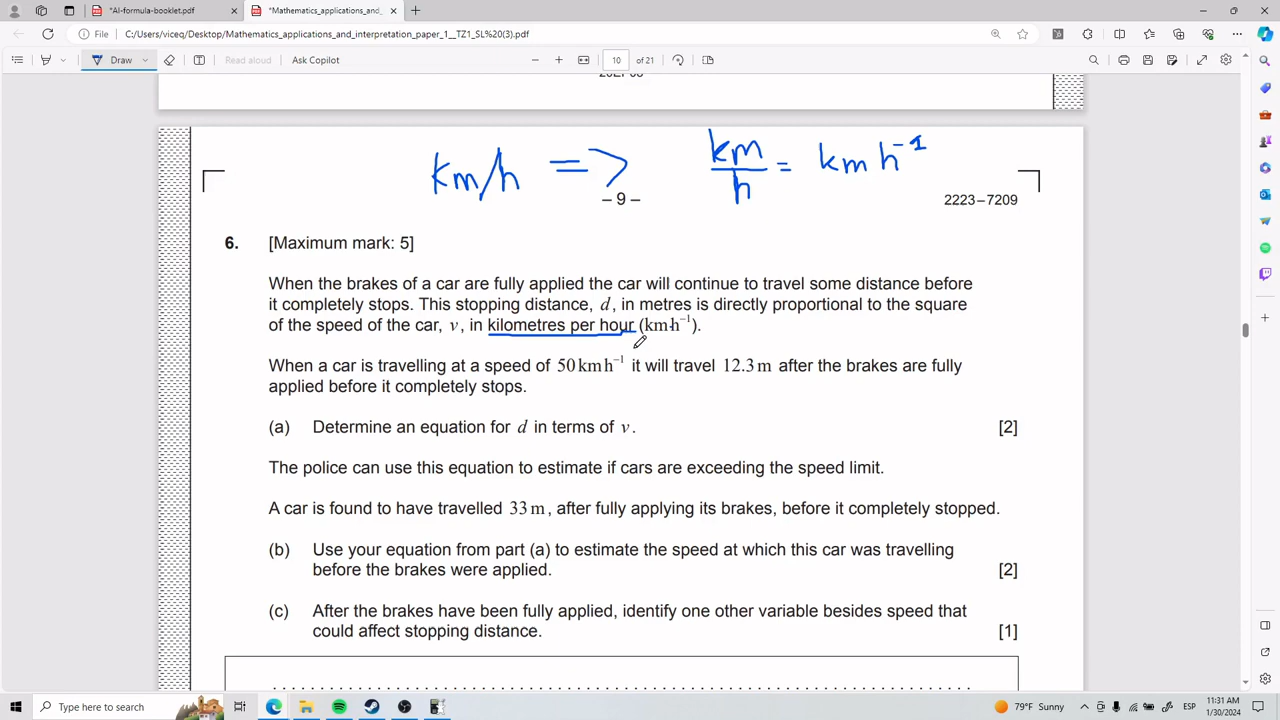 "AI-formula-booklet.pdf
"Mathematics_applications_and_
File
C:/Users/viceq/Desktop/Mathematics_applications_and_interpretation_paper_1__TZ1_SL%20(3).pdf
Draw
Read aloud
Ask Copilot
10
of 21
km/h => km/h = km h⁻¹
– 9 –
2223–7209
6. [Maximum mark: 5]
When the brakes of a car are fully applied the car will continue to travel some distance before
it completely stops. This stopping distance, d, in metres is directly proportional to the square
of the speed of the car, v, in kilometres per hour (km h⁻¹).
When a car is travelling at a speed of 50 km h⁻¹ it will travel 12.3 m after the brakes are fully
applied before it completely stops.
(a) Determine an equation for d in terms of v. [2]
The police can use this equation to estimate if cars are exceeding the speed limit.
A car is found to have travelled 33 m, after fully applying its brakes, before it completely stopped.
(b) Use your equation from part (a) to estimate the speed at which this car was travelling
before the brakes were applied. [2]
(c) After the brakes have been fully applied, identify one other variable besides speed that
could affect stopping distance. [1]
Type here to search
79°F Sunny
ESP
11:31 AM
1/30/2024